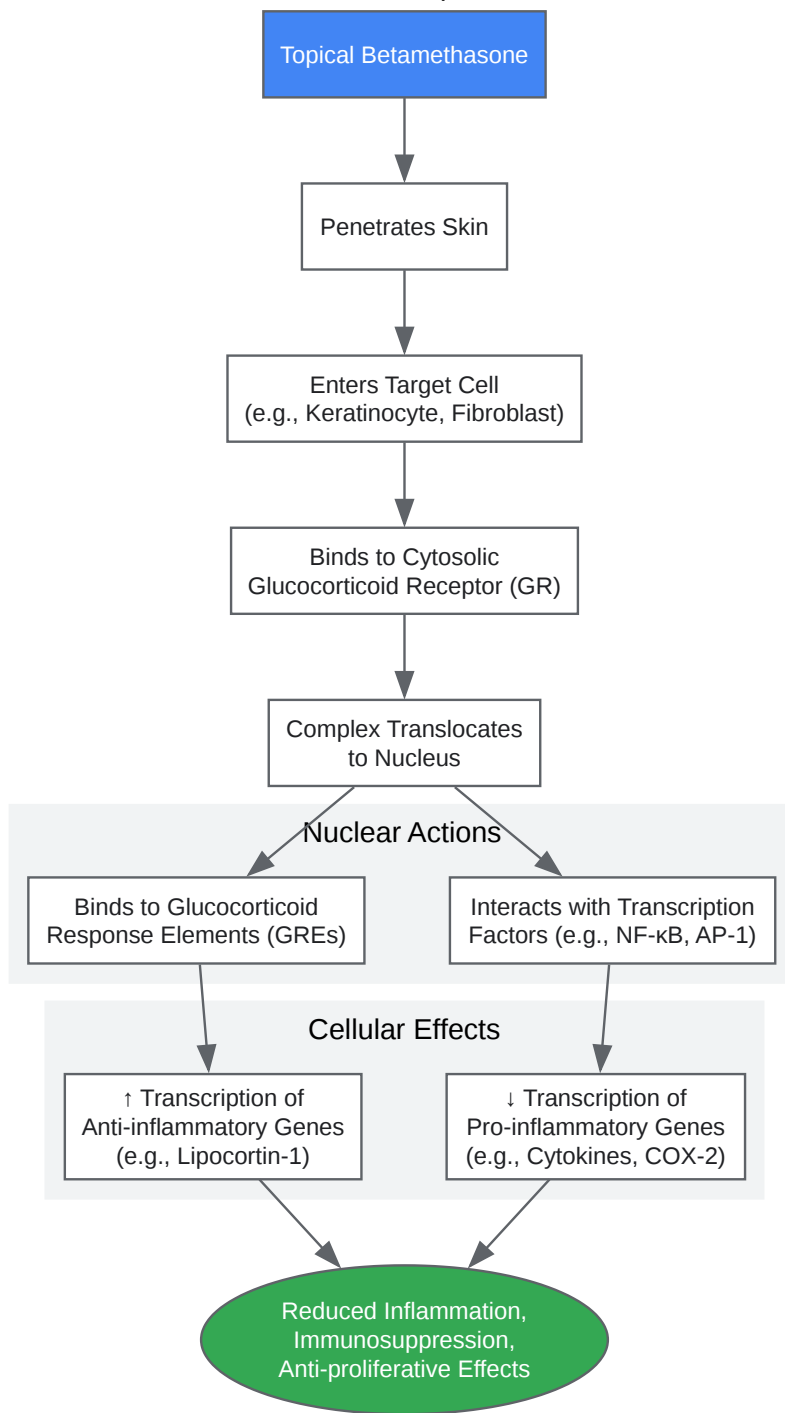 Topical Betamethasone
Penetrates Skin
Enters Target Cell
(e.g., Keratinocyte, Fibroblast)
Binds to Cytosolic
Glucocorticoid Receptor (GR)
Complex Translocates
to Nucleus
Nuclear Actions
Binds to Glucocorticoid
Response Elements (GREs)
Interacts with Transcription
Factors (e.g., NF-κB, AP-1)
Cellular Effects
↑ Transcription of
Anti-inflammatory Genes
(e.g., Lipocortin-1)
↓ Transcription of
Pro-inflammatory Genes
(e.g., Cytokines, COX-2)
Reduced Inflammation,
Immunosuppression,
Anti-proliferative Effects